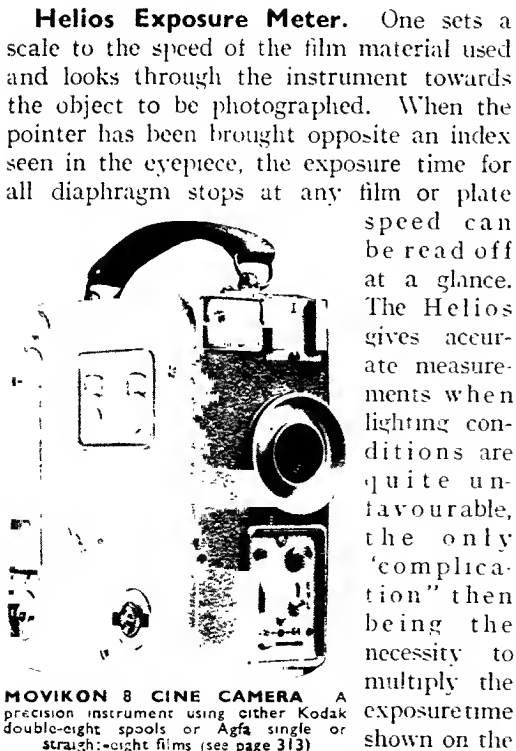 Helios Exposure Meter. One sets a
scale to the speed of the film material used
and looks through the instrument towards
the object to be photographed. When the
pointer has been brought opposite an index
seen in the eyepiece, the exposure time for
all diaphragm stops at any film or plate
speed can
be read off
at a glance.
The Helios
gives accur-
ate measure-
ments when
lighting con-
ditions are
quite un-
favourable,
the only
"complica-
tion" then
being the
necessity to
multiply the
exposure time
shown on the
MOVIKON 8 CINE CAMERA A
precision instrument using either Kodak
double-eight spools or Agfa single or
straight-eight films (see page 313)